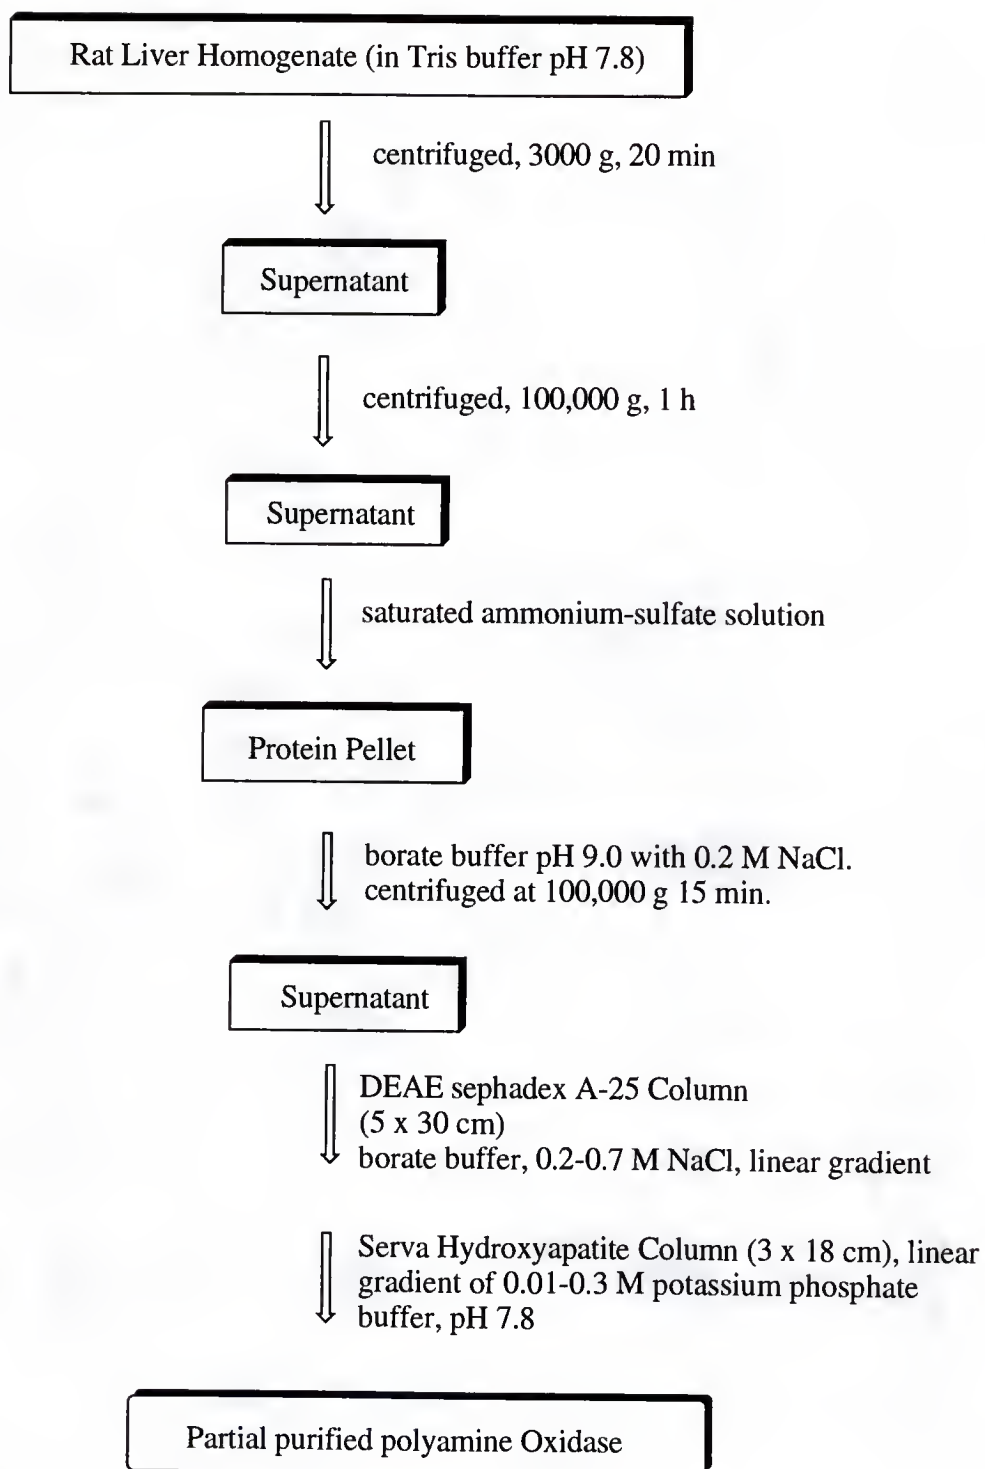 Rat Liver Homogenate (in Tris buffer pH 7.8)
centrifuged, 3000 g, 20 min
Supernatant
centrifuged, 100,000 g, 1 h
Supernatant
saturated ammonium-sulfate solution
Protein Pellet
borate buffer pH 9.0 with 0.2 M NaCl.
centrifuged at 100,000 g 15 min.
Supernatant
DEAE sephadex A-25 Column
(5 x 30 cm)
borate buffer, 0.2-0.7 M NaCl, linear gradient
Serva Hydroxyapatite Column (3 x 18 cm), linear
gradient of 0.01-0.3 M potassium phosphate
buffer, pH 7.8
Partial purified polyamine Oxidase